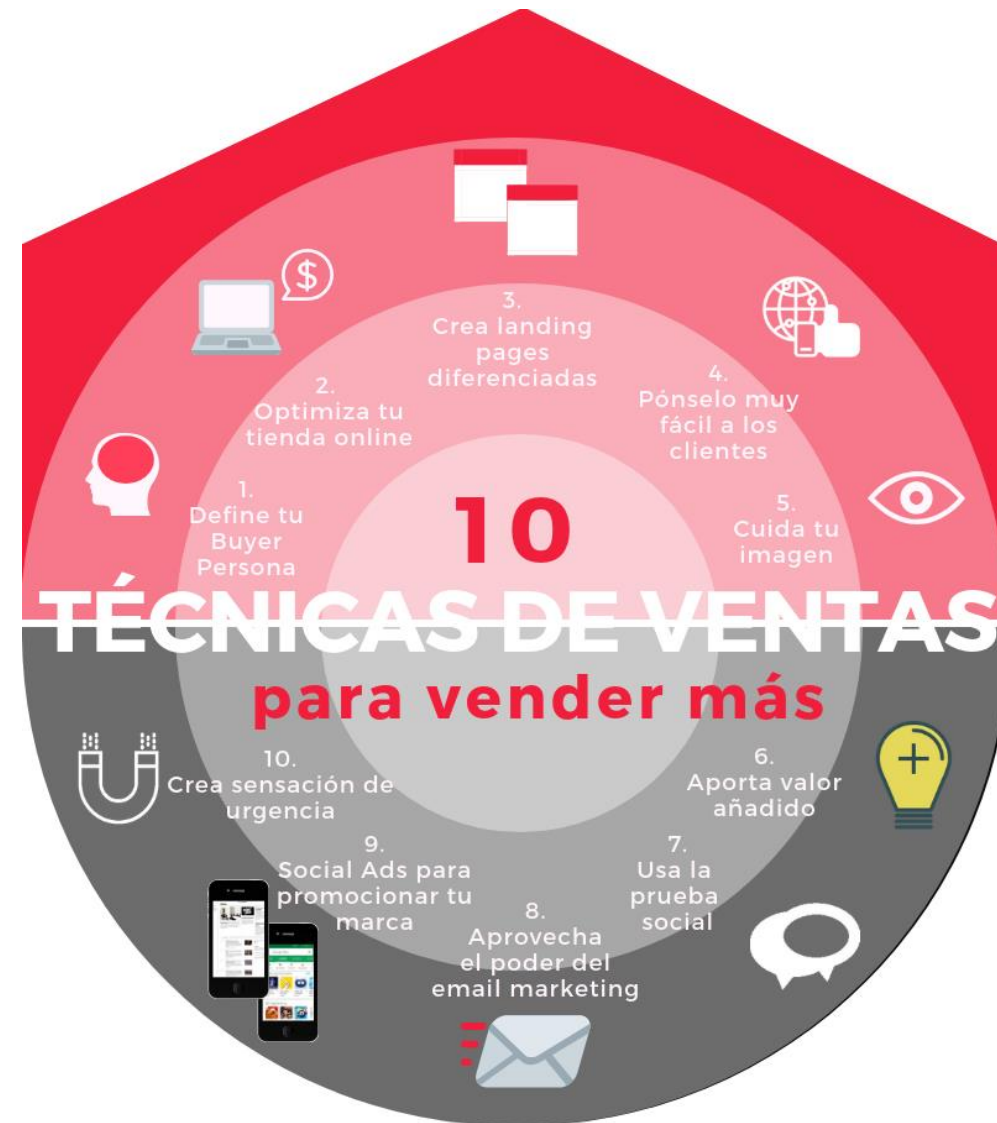 10
TÉCNICAS DE VENTAS
para vender más
1.
Define tu
Buyer
Persona
2.
Optimiza tu
tienda online
3.
Crea landing
pages
diferenciadas
4.
Pónselo muy
fácil a los
clientes
5.
Cuida tu
imagen
6.
Aporta valor
añadido
7.
Usa la
prueba
social
8.
Aprovecha
el poder del
email marketing
9.
Social Ads para
promocionar tu
marca
10.
Crea sensación de
urgencia
$